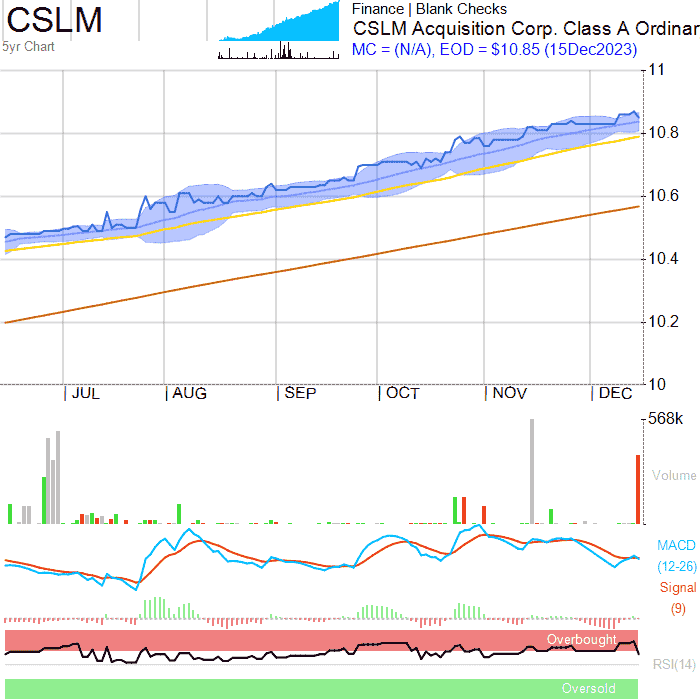 CSLM
5yr Chart
Finance | Blank Checks
CSLM Acquisition Corp. Class A Ordinar
MC = (N/A), EOD = $10.85 (15Dec2023)
11
10.8
10.6
10.4
10.2
10
JUL AUG SEP OCT NOV DEC
568k
Volume
MACD
(12-26)
Signal
(9)
Overbought
RSI(14)
Oversold